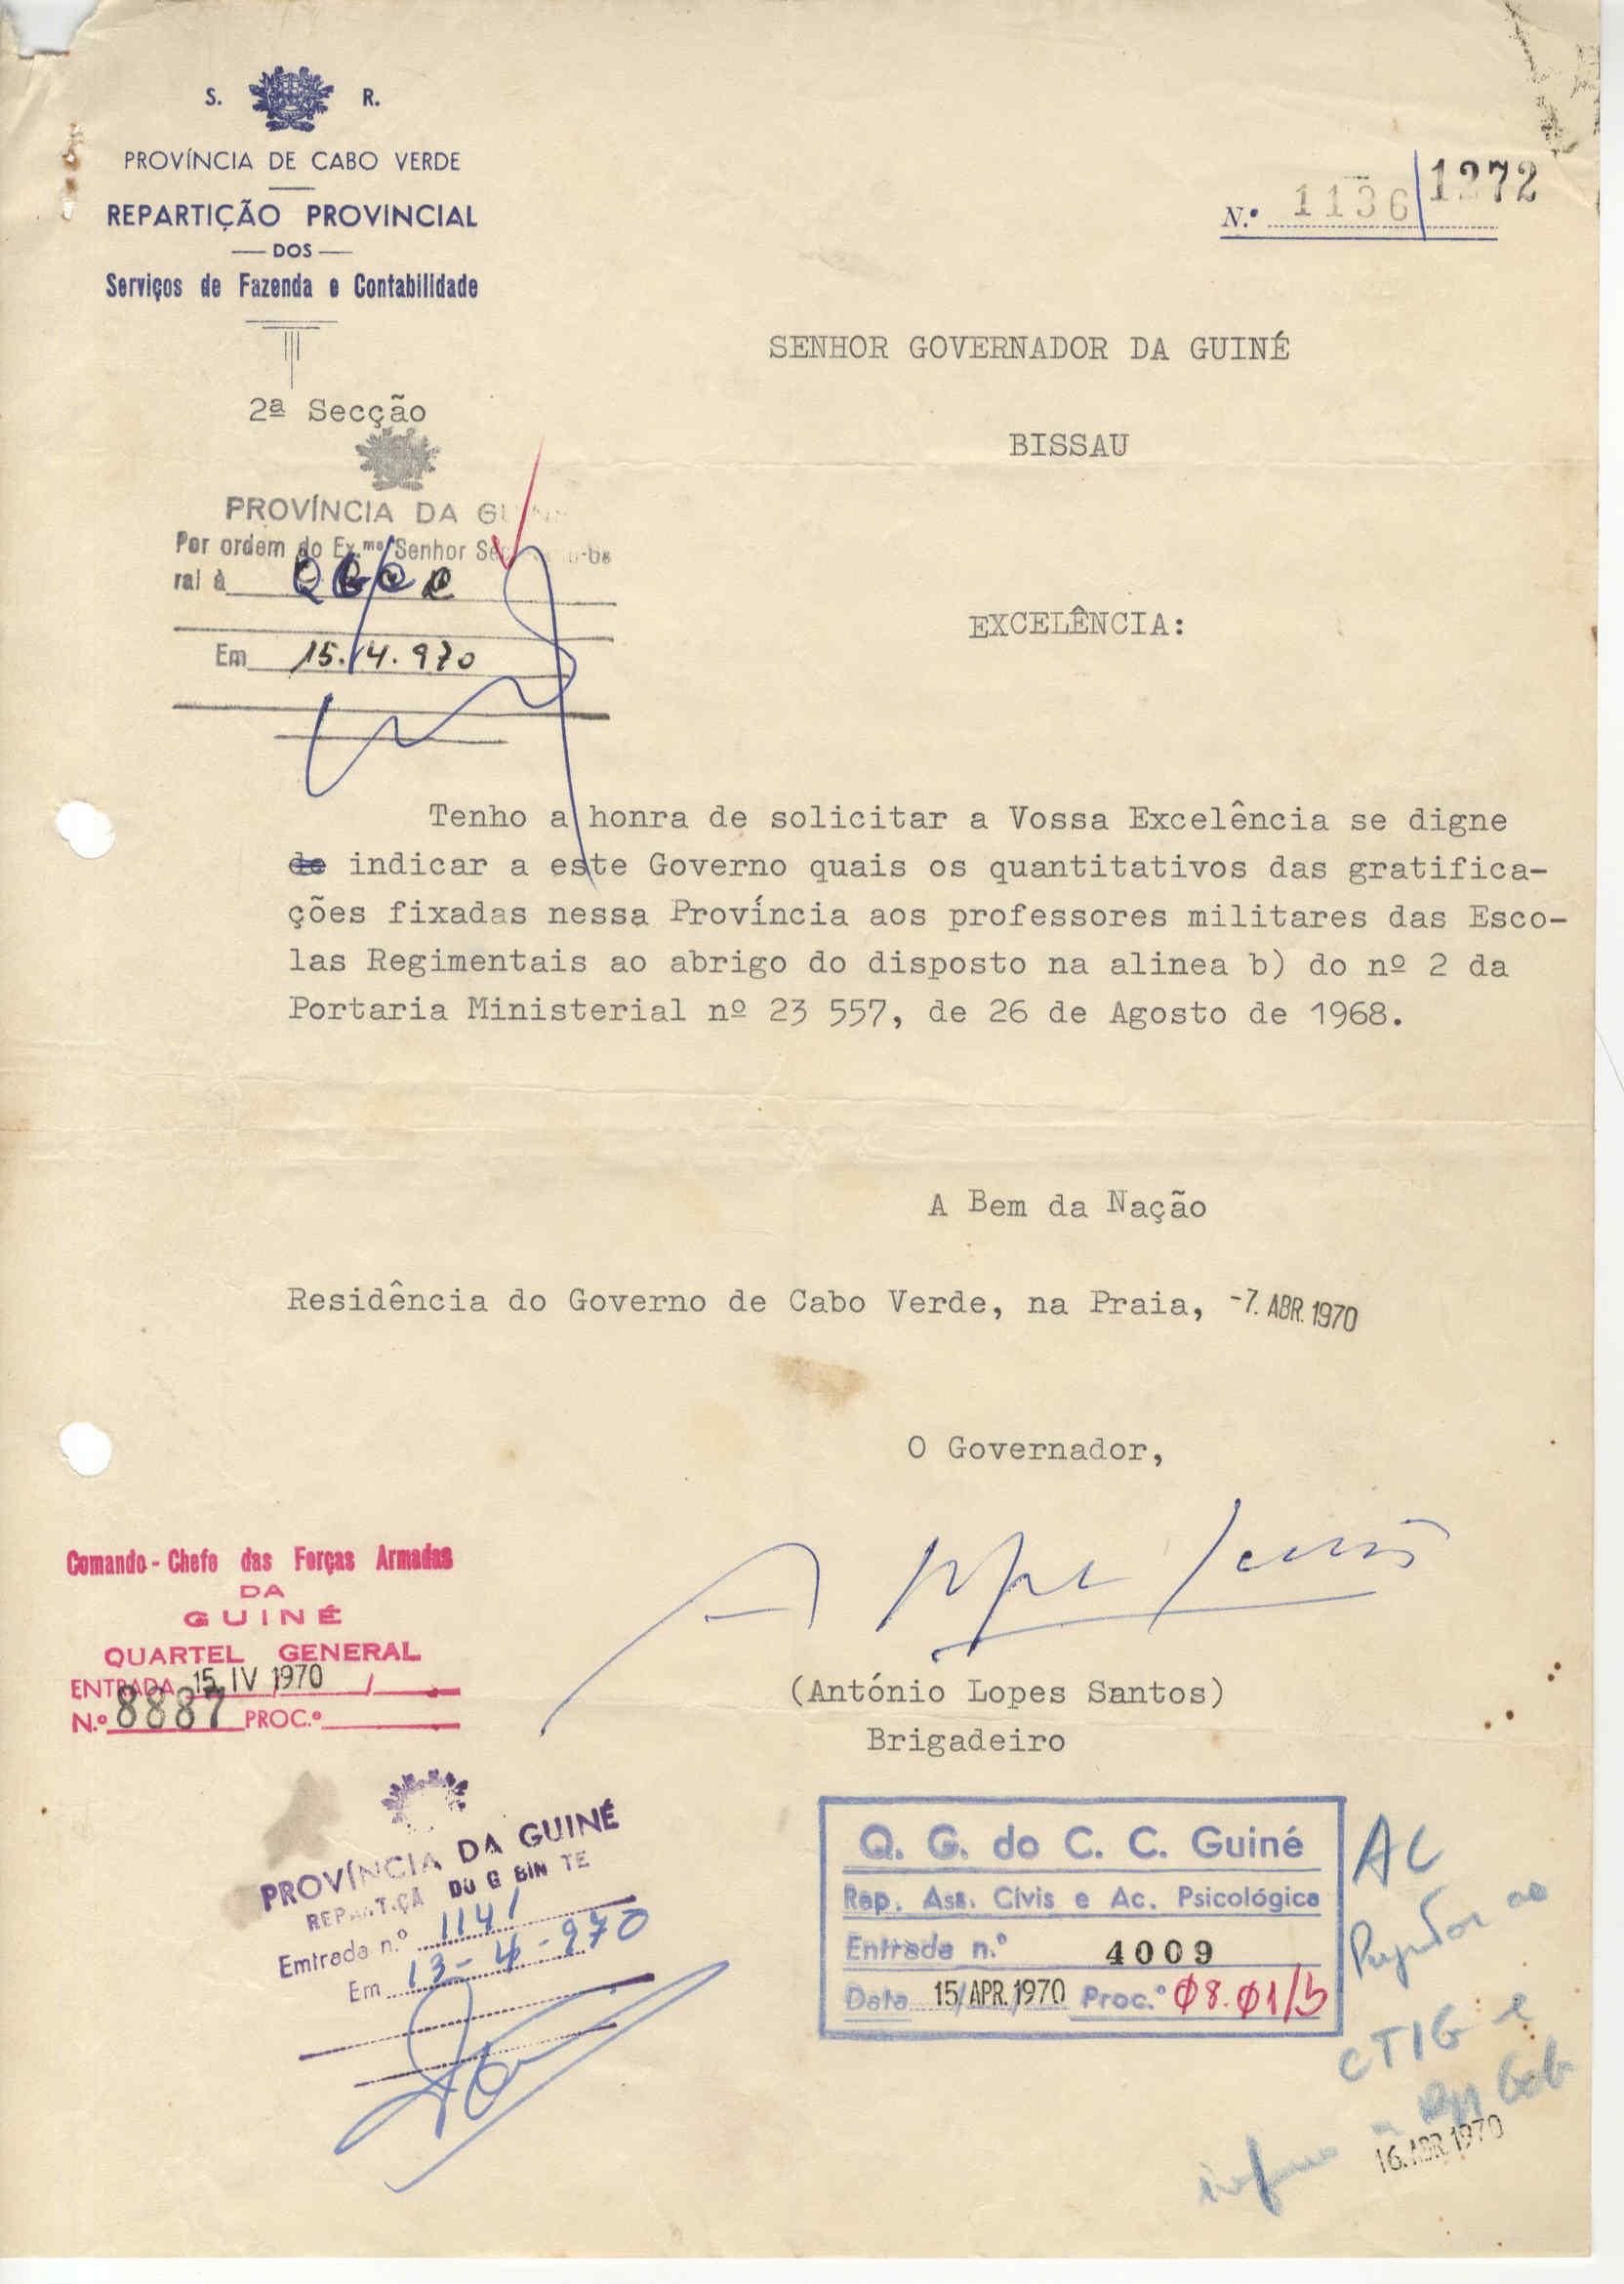 S. R.
PROVÍNCIA DE CABO VERDE
REPARTIÇÃO PROVINCIAL
DOS
Serviços de Fazenda e Contabilidade
N.º 1136/1272
2ª Secção
SENHOR GOVERNADOR DA GUINÉ
BISSAU
PROVÍNCIA DA
Por ordem do Ex.mo Senhor
ral à
Em 15.4.970
EXCELÊNCIA:
Tenho a honra de solicitar a Vossa Excelência se digne
de indicar a este Governo quais os quantitativos das gratifica-
ções fixadas nessa Província aos professores militares das Esco-
las Regimentais ao abrigo do disposto na alinea b) do nº 2 da
Portaria Ministerial nº 23 557, de 26 de Agosto de 1968.
A Bem da Nação
Residência do Governo de Cabo Verde, na Praia, -7. ABR. 1970
O Governador,
(António Lopes Santos)
Brigadeiro
Comando-Chefe das Forças Armadas
DA
GUINÉ
QUARTEL GENERAL
ENTRADA 15. IV 1970
N.º 8887 PROC.º
PROVÍNCIA DA GUINÉ
Entrada n.º 1141
Em 13-4-970
Q. G. do C. C. Guiné
Rep. Ass. Civis e Ac. Psicológica
Entrada n.º 4009
Data 15/APR.1970 Proc.º 08.01/b
AC
ao
CTIG e
16.ABR.1970